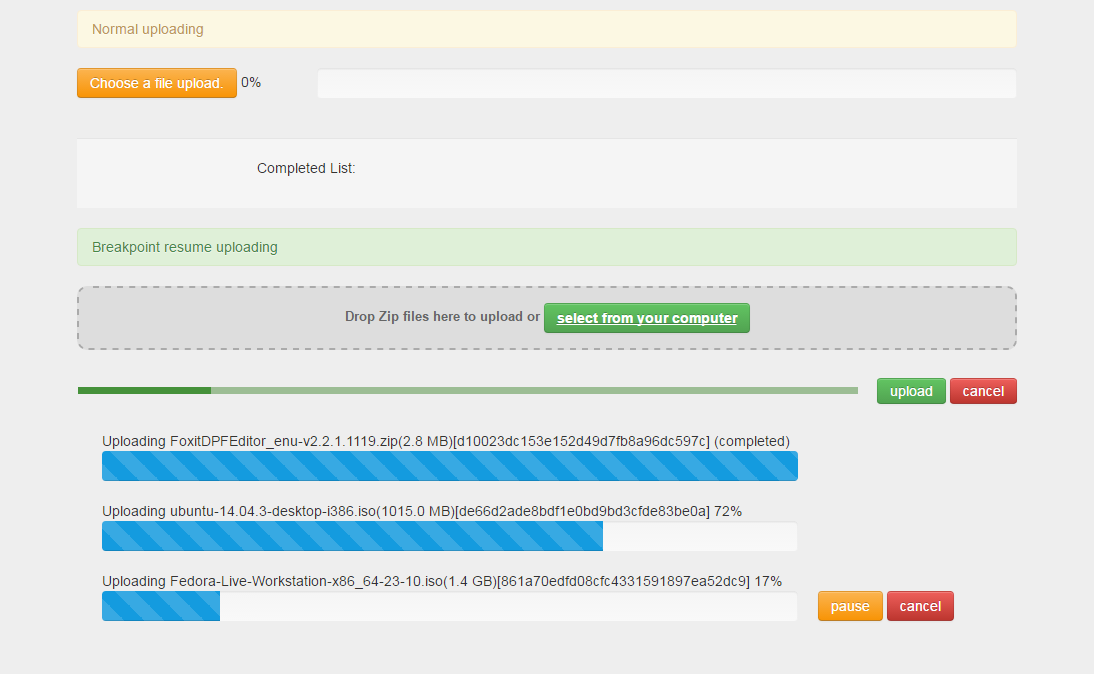 Normal uploading
Choose a file upload. 0%
Completed List:
Breakpoint resume uploading
Drop Zip files here to upload or select from your computer
upload cancel
Uploading FoxitDPFEditor_enu-v2.2.1.1119.zip(2.8 MB)[d10023dc153e152d49d7fb8a96dc597c] (completed)
Uploading ubuntu-14.04.3-desktop-i386.iso(1015.0 MB)[de66d2ade8bdf1e0bd9bd3cfde83be0a] 72%
Uploading Fedora-Live-Workstation-x86_64-23-10.iso(1.4 GB)[861a70edfd08cfc4331591897ea52dc9] 17%
pause cancel